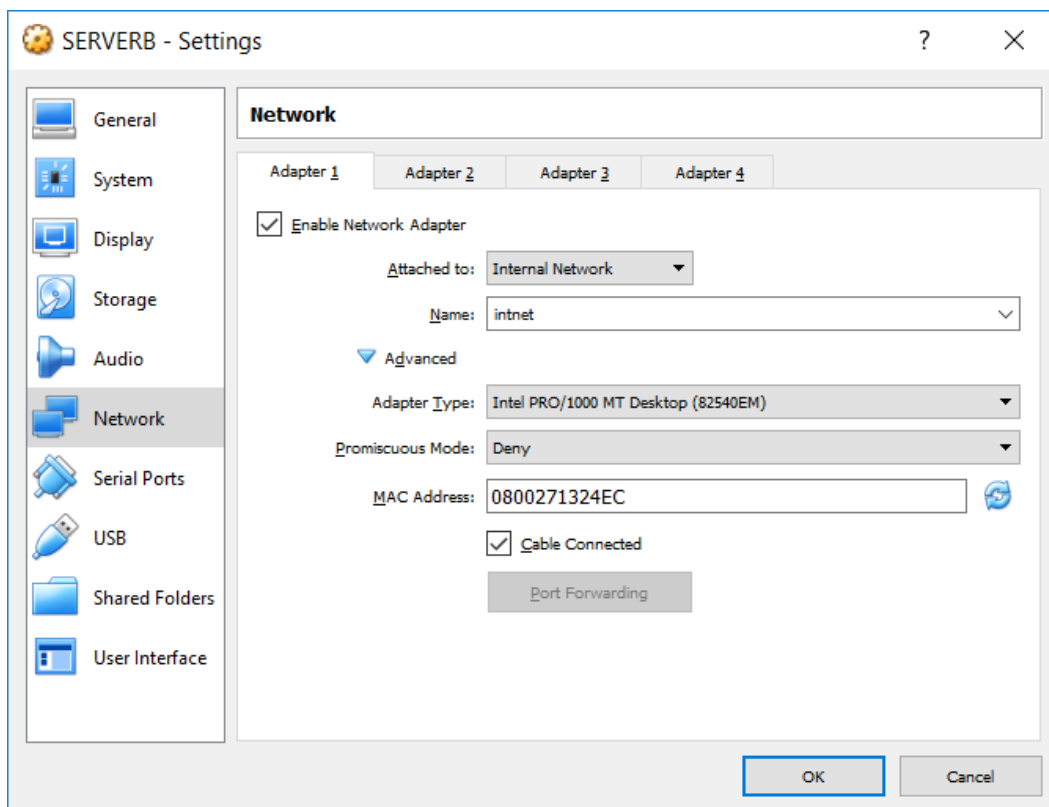 SERVERB - Settings
?
General
System
Display
Storage
Audio
Network
Serial Ports
USB
Shared Folders
User Interface
Network
Adapter 1
Adapter 2
Adapter 3
Adapter 4
Enable Network Adapter
Attached to: Internal Network
Name: intnet
Advanced
Adapter Type: Intel PRO/1000 MT Desktop (82540EM)
Promiscuous Mode: Deny
MAC Address: 0800271324EC
Cable Connected
Port Forwarding
OK
Cancel